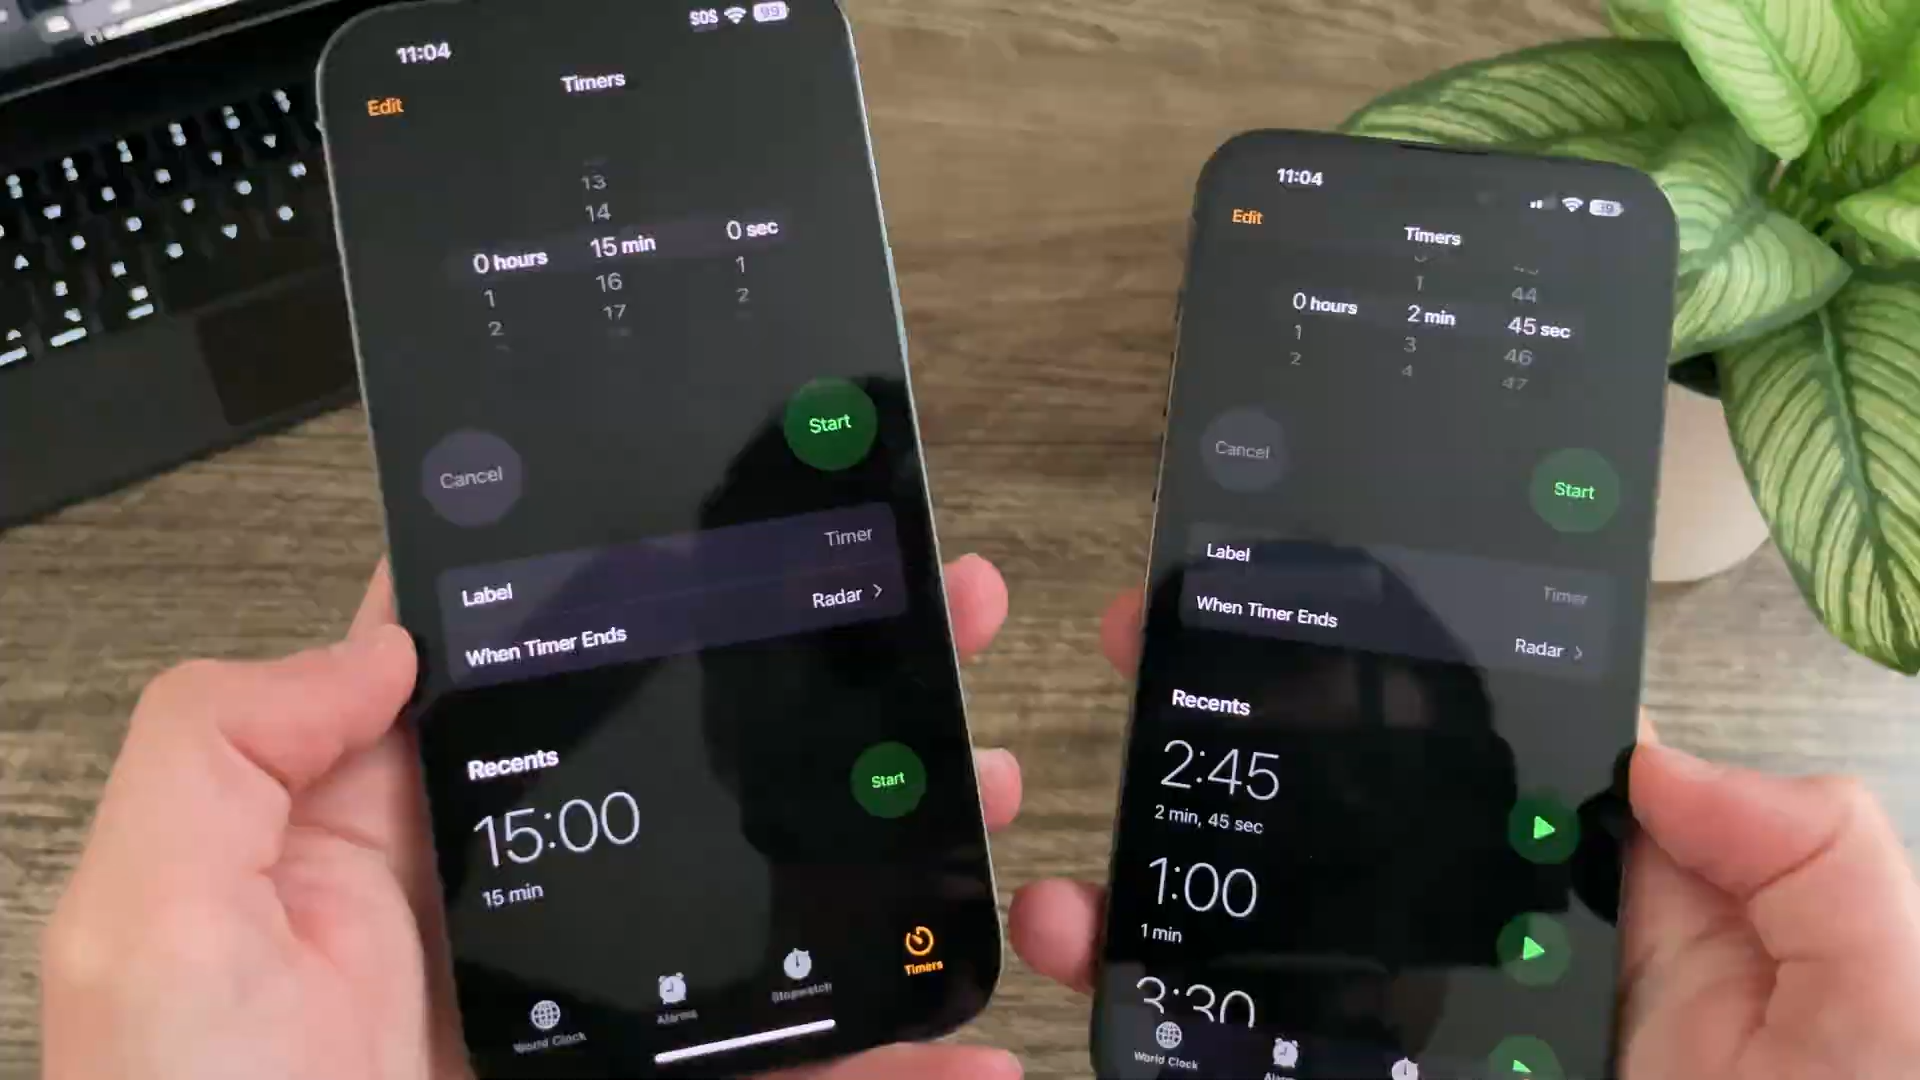 11:04
SOS
99
Edit
Timers
13
14
0 hours 15 min 0 sec
1 16 1
2 17 2
Cancel
Start
Label Timer
When Timer Ends Radar
Recents
15:00
15 min
Start
World Clock
Alarms
Stopwatch
Timers
11:04
39
Edit
Timers
1 44
0 hours 2 min 45 sec
1 3 46
2 4 47
Cancel
Start
Label Timer
When Timer Ends Radar
Recents
2:45
2 min, 45 sec
1:00
1 min
3:30
World Clock